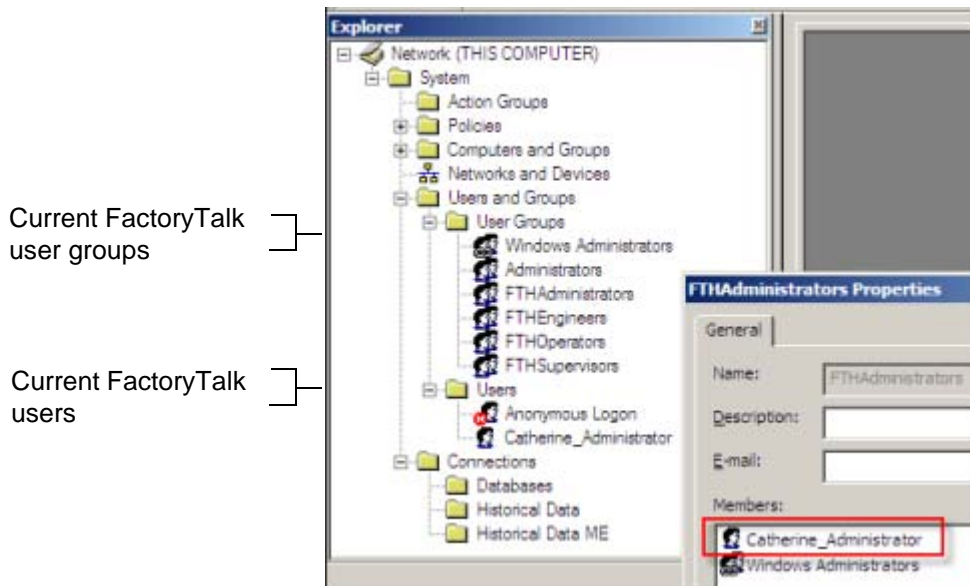 Explorer
Network (THIS COMPUTER)
System
Action Groups
Policies
Computers and Groups
Networks and Devices
Users and Groups
User Groups
Windows Administrators
Administrators
FTHAdministrators
FTHEngineers
FTHOperators
FTHSupervisors
Users
Anonymous Logon
Catherine_Administrator
Connections
Databases
Historical Data
Historical Data ME
Current FactoryTalk
user groups
Current FactoryTalk
users
FTHAdministrators Properties
General
Name:
FTHAdministrators
Description:
E-mail:
Members:
Catherine_Administrator
Windows Administrators